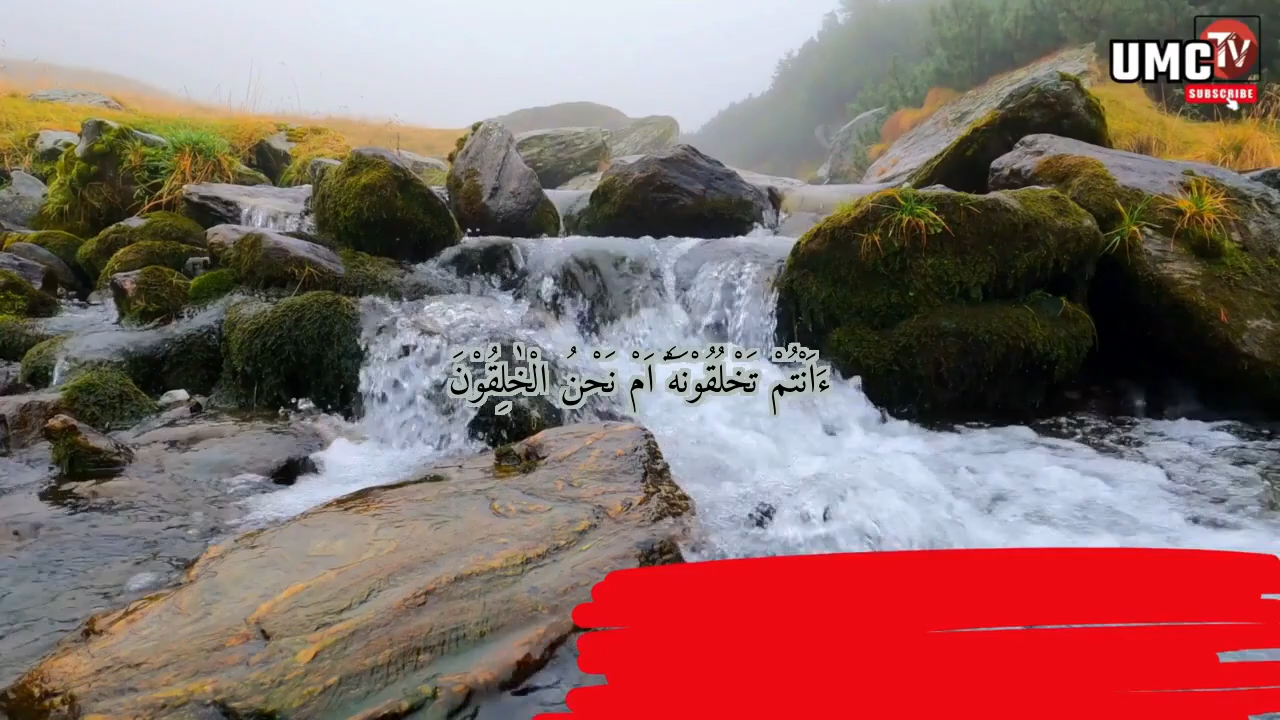 UMC TV
SUBSCRIBE
ءَاَنْتُمْ تَخْلُقُوْنَهٗۤ اَمْ نَحْنُ الْخٰلِقُوْنَ